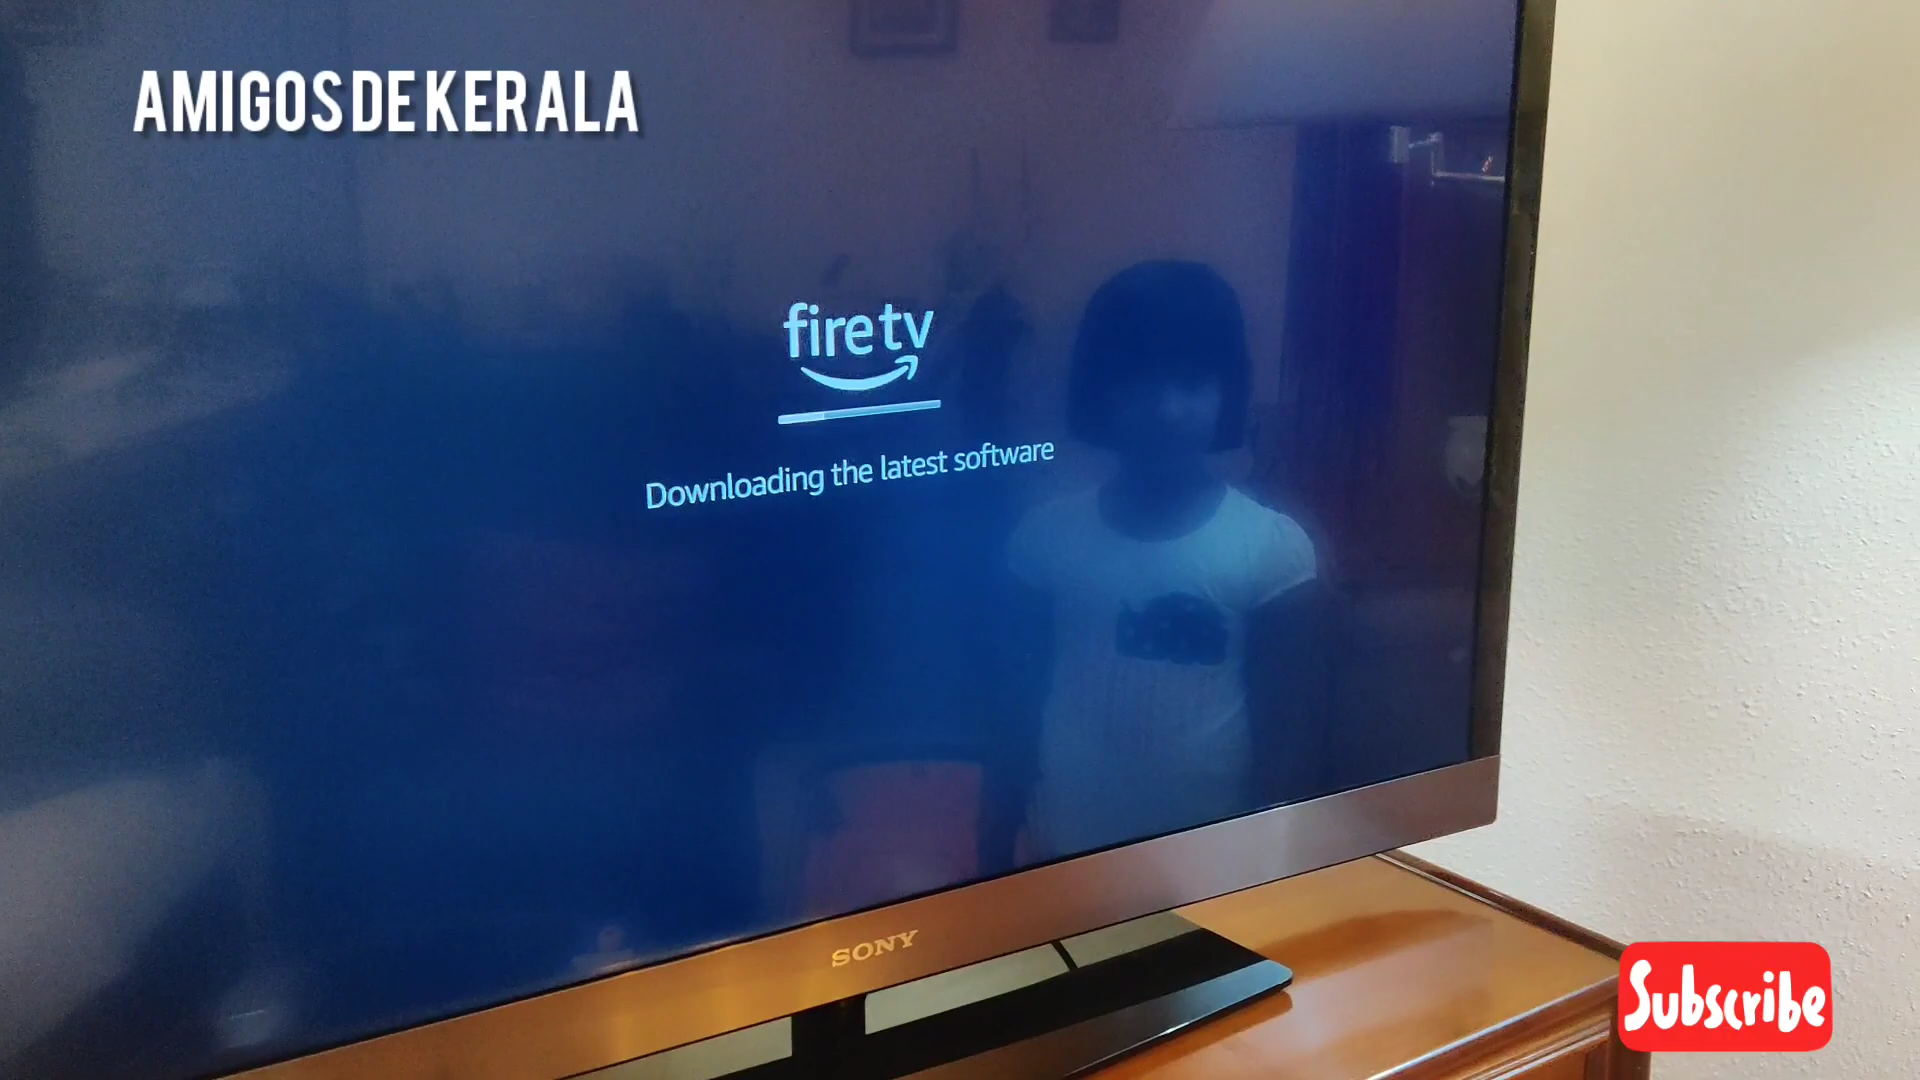 AMIGOS DE KERALA
fire tv
Downloading the latest software
SONY
Subscribe